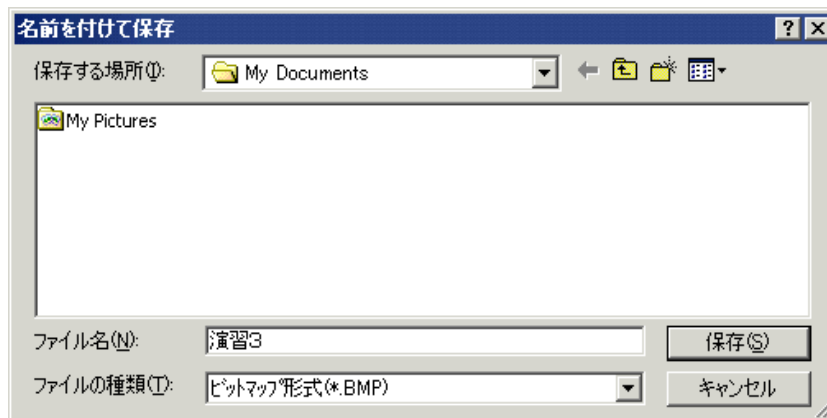 名前を付けて保存
保存する場所(I):
My Documents
My Pictures
ファイル名(N):
演習3
保存(S)
ファイルの種類(T):
ビットマップ形式(*.BMP)
キャンセル